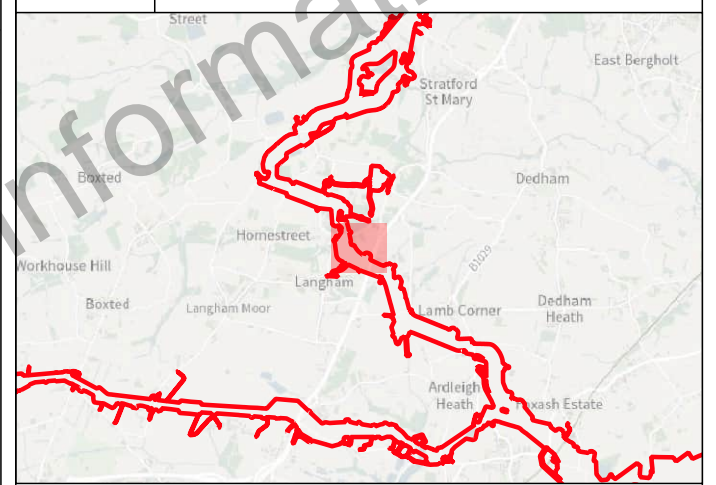 Street
East Bergholt
Stratford
St Mary
Informat
Boxted
Dedham
Homestreet
B1029
Workhouse Hill
Langham
Boxted
Langham Moor
Lamb Corner
Dedham
Heath
Ardleigh
Heath
Foxash Estate